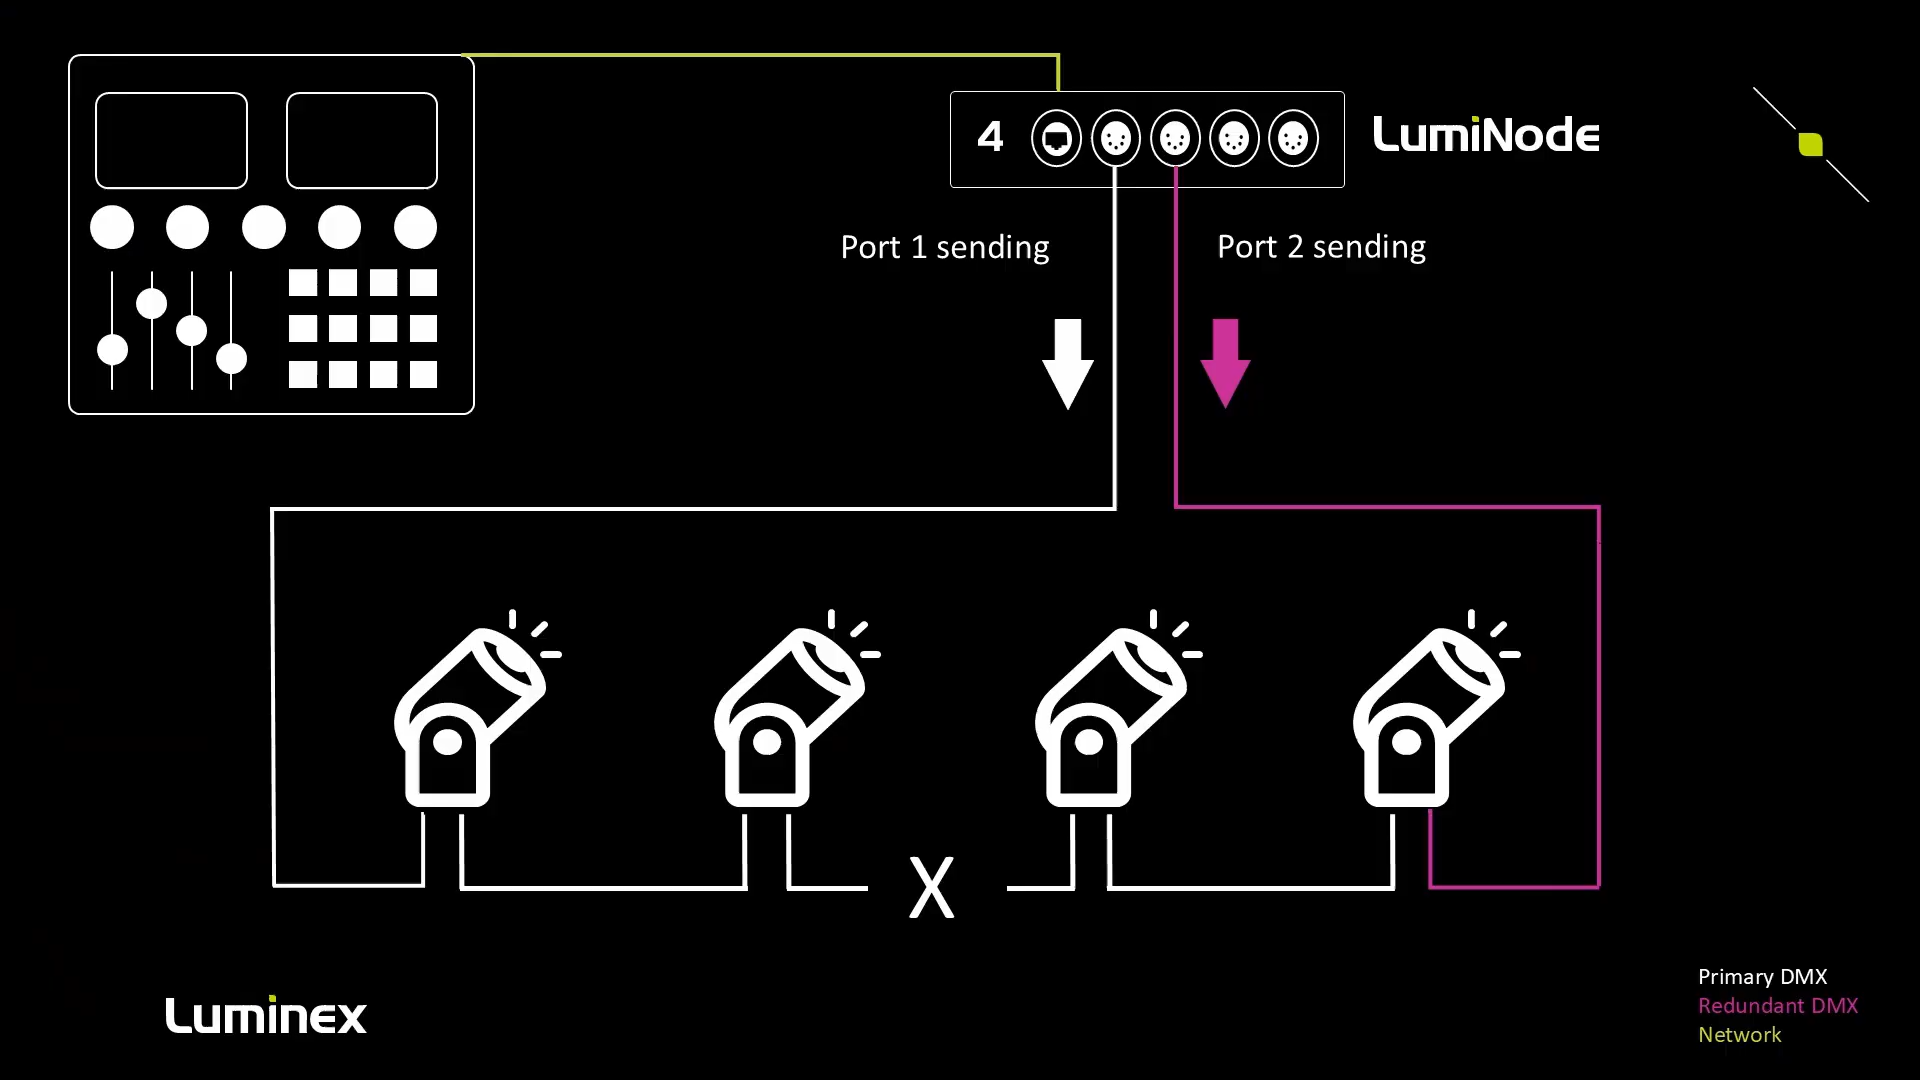 4
LumiNode
Port 1 sending
Port 2 sending
X
Luminex
Primary DMX
Redundant DMX
Network